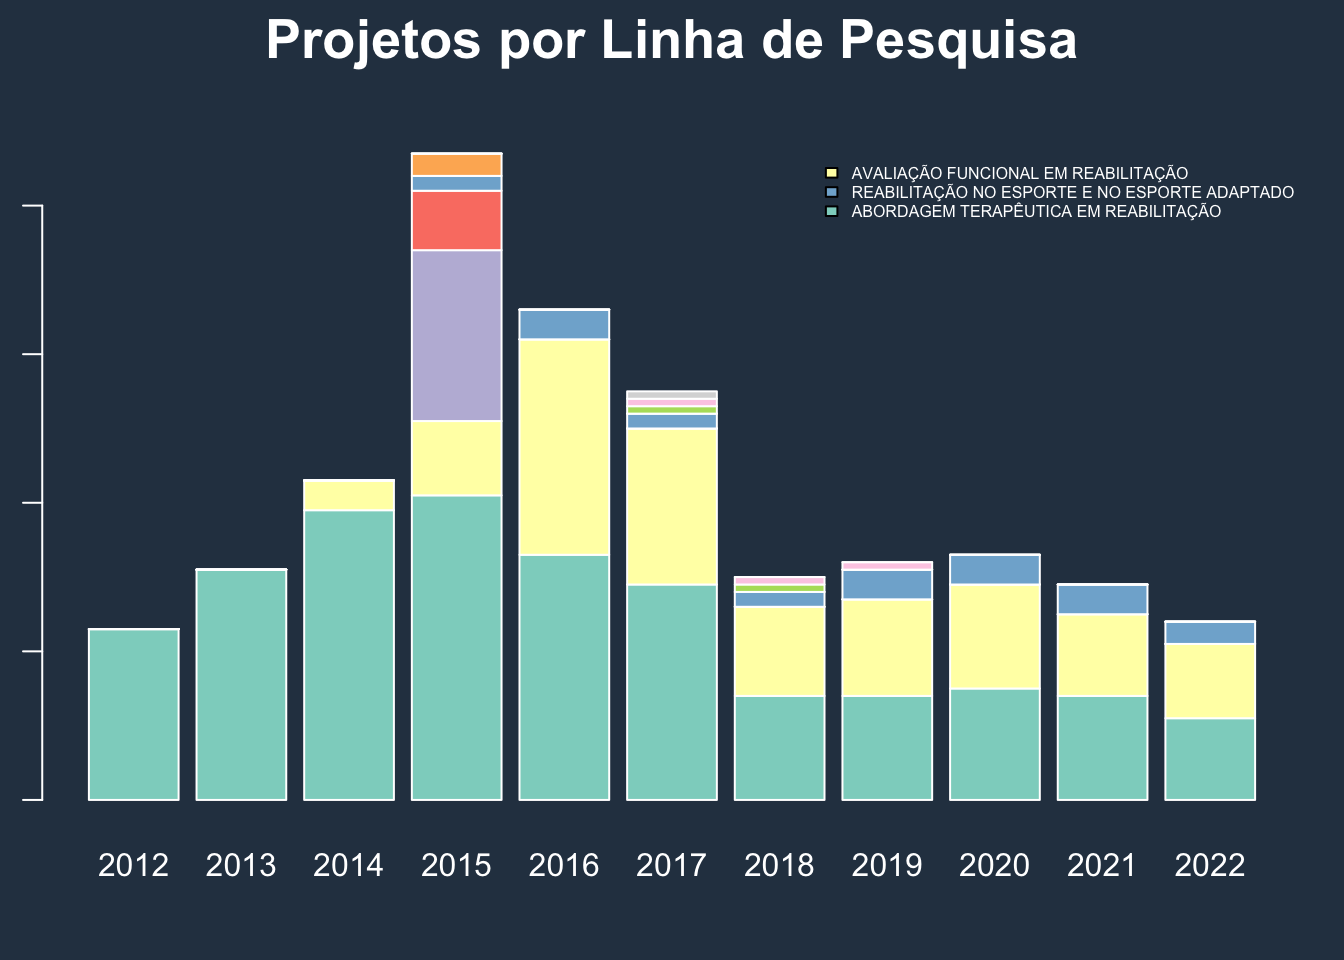 Projetos por Linha de Pesquisa
AVALIAÇÃO FUNCIONAL EM REABILITAÇÃO
REABILITAÇÃO NO ESPORTE E NO ESPORTE ADAPTADO
ABORDAGEM TERAPÊUTICA EM REABILITAÇÃO
2012 2013 2014 2015 2016 2017 2018 2019 2020 2021 2022